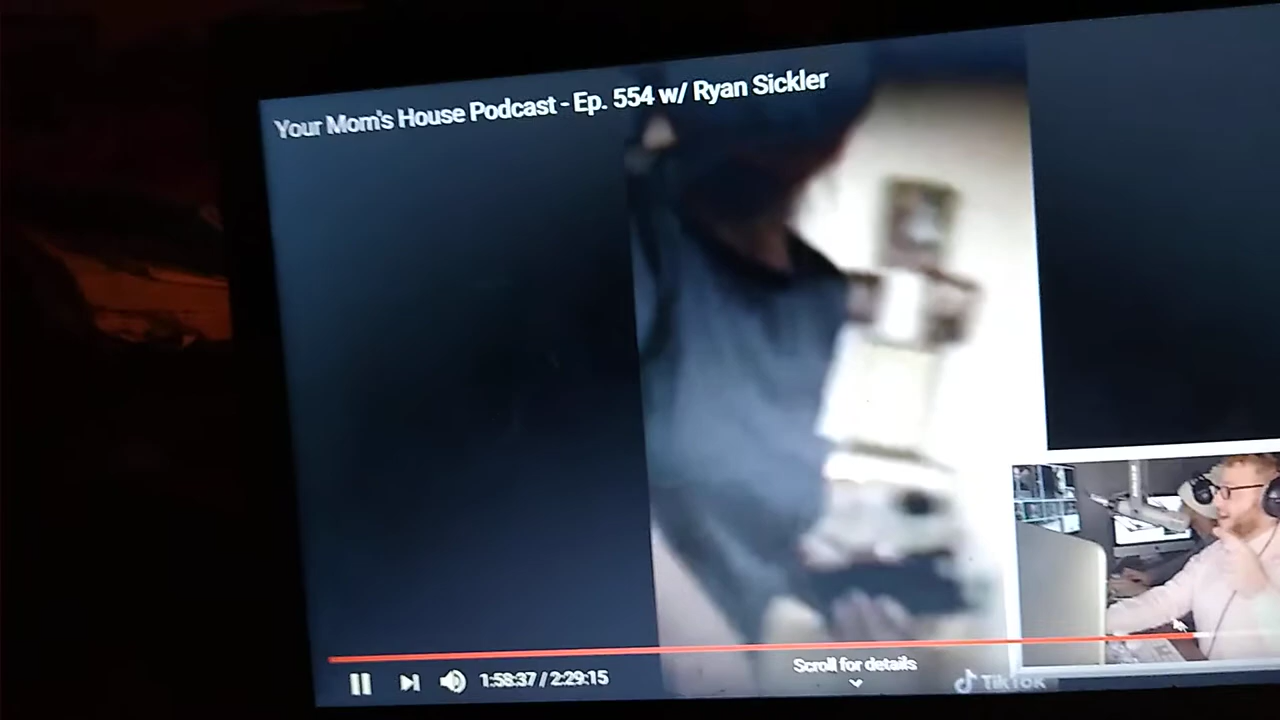 Your Mom's House Podcast - Ep. 554 w/ Ryan Sickler
1:58:37 / 2:29:15
Scroll for details
TikTok